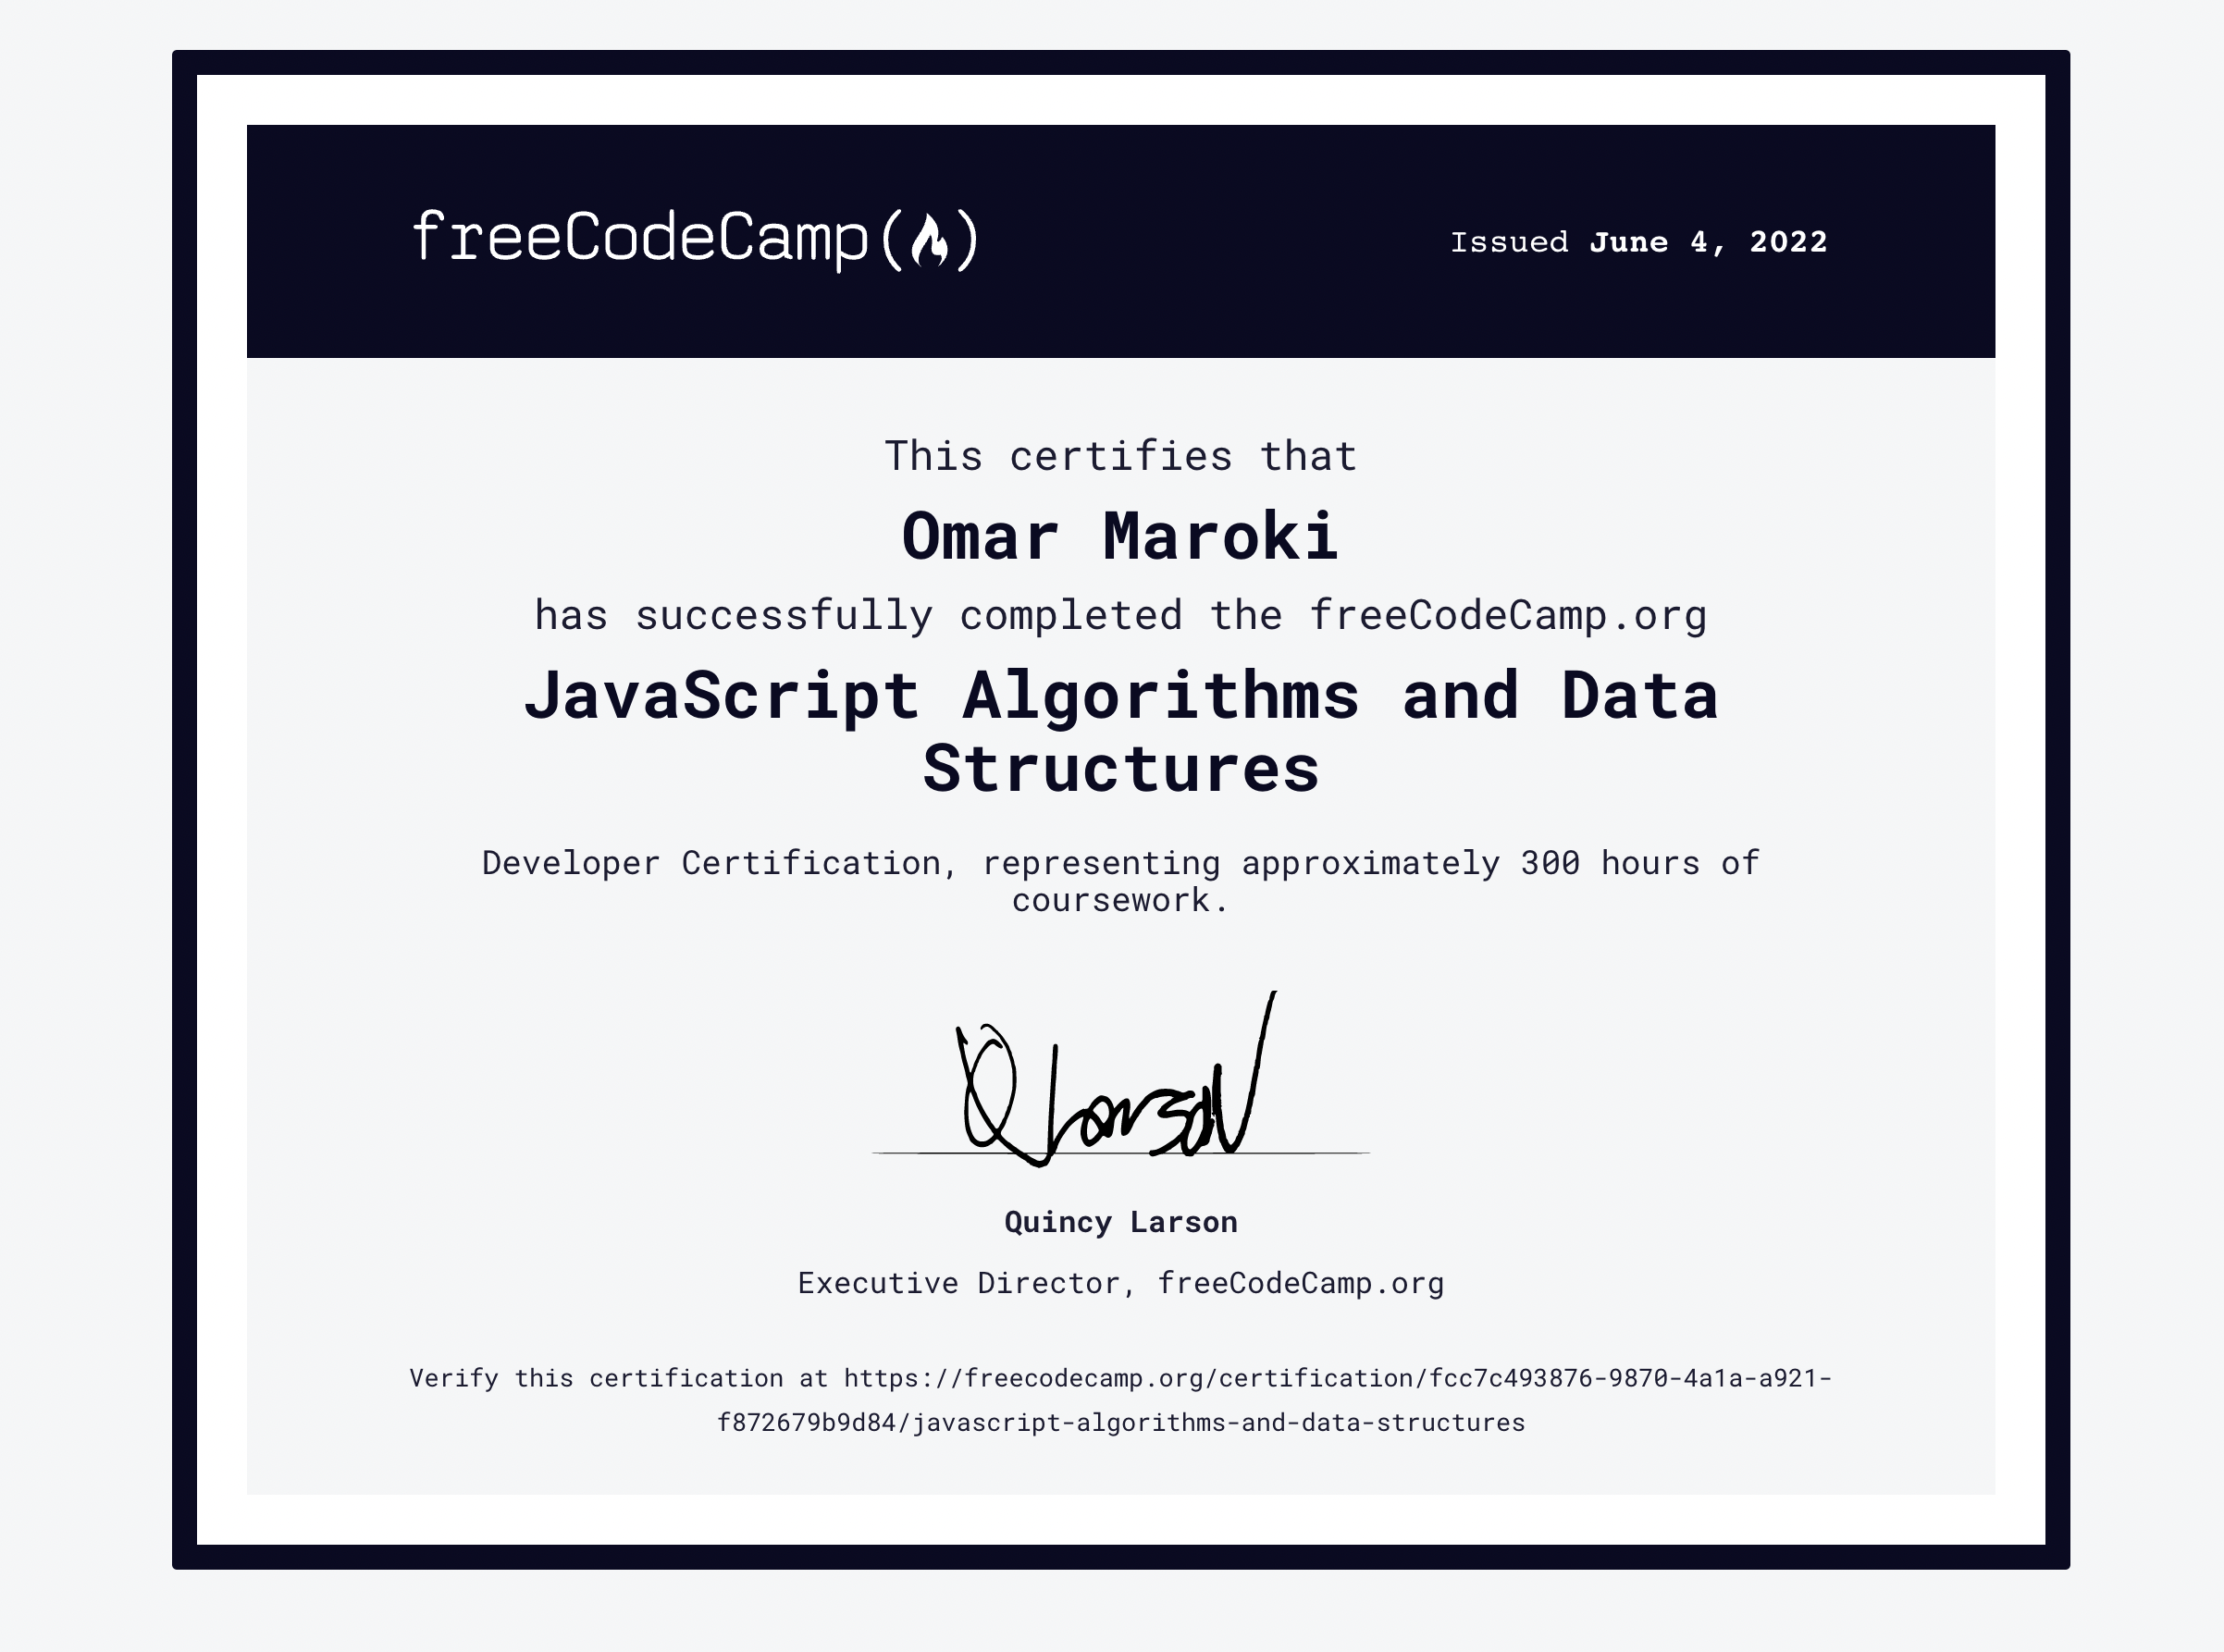 freeCodeCamp(🔥)
Issued June 4, 2022
This certifies that
Omar Maroki
has successfully completed the freeCodeCamp.org
JavaScript Algorithms and Data
Structures
Developer Certification, representing approximately 300 hours of
coursework.
Q Larson
Quincy Larson
Executive Director, freeCodeCamp.org
Verify this certification at https://freecodecamp.org/certification/fcc7c493876-9870-4a1a-a921-
f872679b9d84/javascript-algorithms-and-data-structures